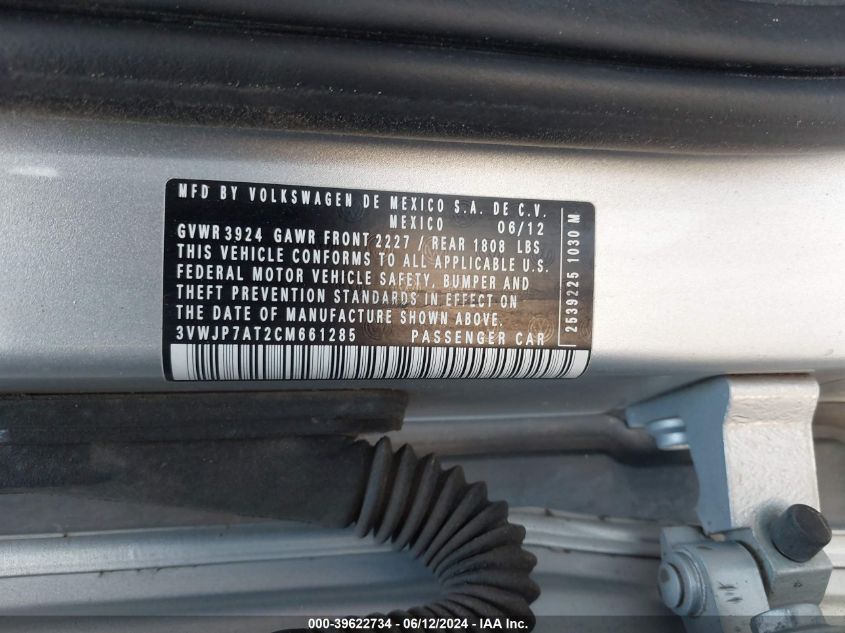 MFD BY VOLKSWAGEN DE MEXICO S.A. DE C.V.
MEXICO 06/12
GVWR 3924 GAWR FRONT 2227 / REAR 1808 LBS
THIS VEHICLE CONFORMS TO ALL APPLICABLE U.S.
FEDERAL MOTOR VEHICLE SAFETY, BUMPER AND
THEFT PREVENTION STANDARDS IN EFFECT ON
THE DATE OF MANUFACTURE SHOWN ABOVE.
3VWJP7AT2CM661285 PASSENGER CAR
2539225 1030 M
000-39622734 - 06/12/2024 - IAA Inc.